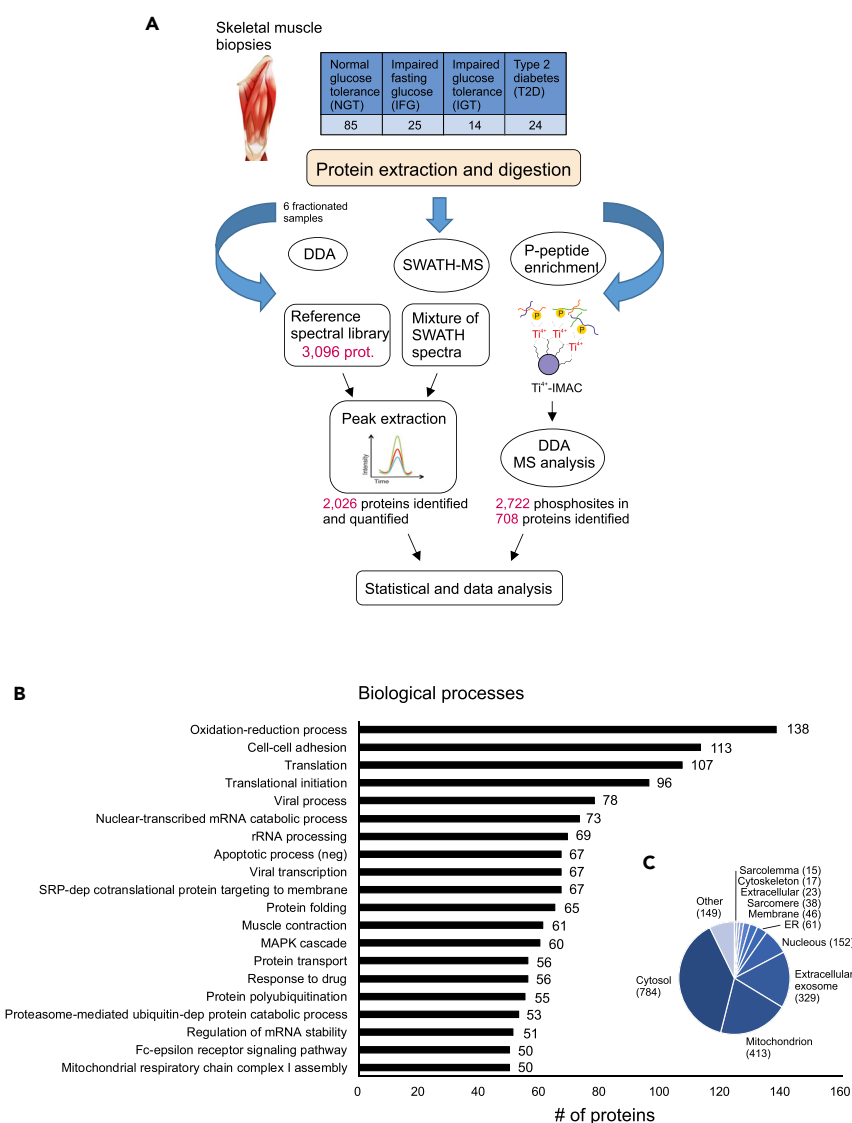 A
Skeletal muscle
biopsies
Normal
glucose
tolerance
(NGT)
Impaired
fasting
glucose
(IFG)
Impaired
glucose
tolerance
(IGT)
Type 2
diabetes
(T2D)
85
25
14
24
Protein extraction and digestion
6 fractionated
samples
DDA
SWATH-MS
P-peptide
enrichment
Reference
spectral library
3,096 prot.
Mixture of
SWATH
spectra
P
P
P
Ti4+
Ti4+
Ti4+
Ti4+-IMAC
Peak extraction
Intensity
Time
DDA
MS analysis
2,026 proteins identified
and quantified
2,722 phosphosites in
708 proteins identified
Statistical and data analysis
B
Biological processes
Oxidation-reduction process 138
Cell-cell adhesion 113
Translation 107
Translational initiation 96
Viral process 78
Nuclear-transcribed mRNA catabolic process 73
rRNA processing 69
Apoptotic process (neg) 67
Viral transcription 67
SRP-dep cotranslational protein targeting to membrane 67
Protein folding 65
Muscle contraction 61
MAPK cascade 60
Protein transport 56
Response to drug 56
Protein polyubiquitination 55
Proteasome-mediated ubiquitin-dep protein catabolic process 53
Regulation of mRNA stability 51
Fc-epsilon receptor signaling pathway 50
Mitochondrial respiratory chain complex I assembly 50
0 20 40 60 80 100 120 140 160
# of proteins
C
Sarcolemma (15)
Cytoskeleton (17)
Extracellular (23)
Sarcomere (38)
Membrane (46)
ER (61)
Nucleous (152)
Extracellular
exosome
(329)
Mitochondrion
(413)
Cytosol
(784)
Other
(149)